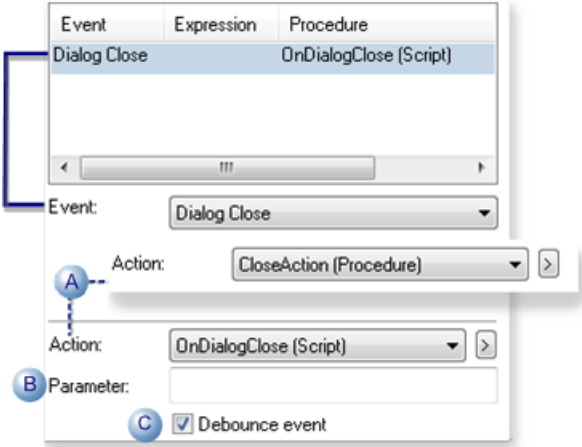 Event Expression Procedure
Dialog Close OnDialogClose (Script)
Event: Dialog Close
Action: CloseAction (Procedure) >
A
Action: OnDialogClose (Script) >
B Parameter:
C Debounce event